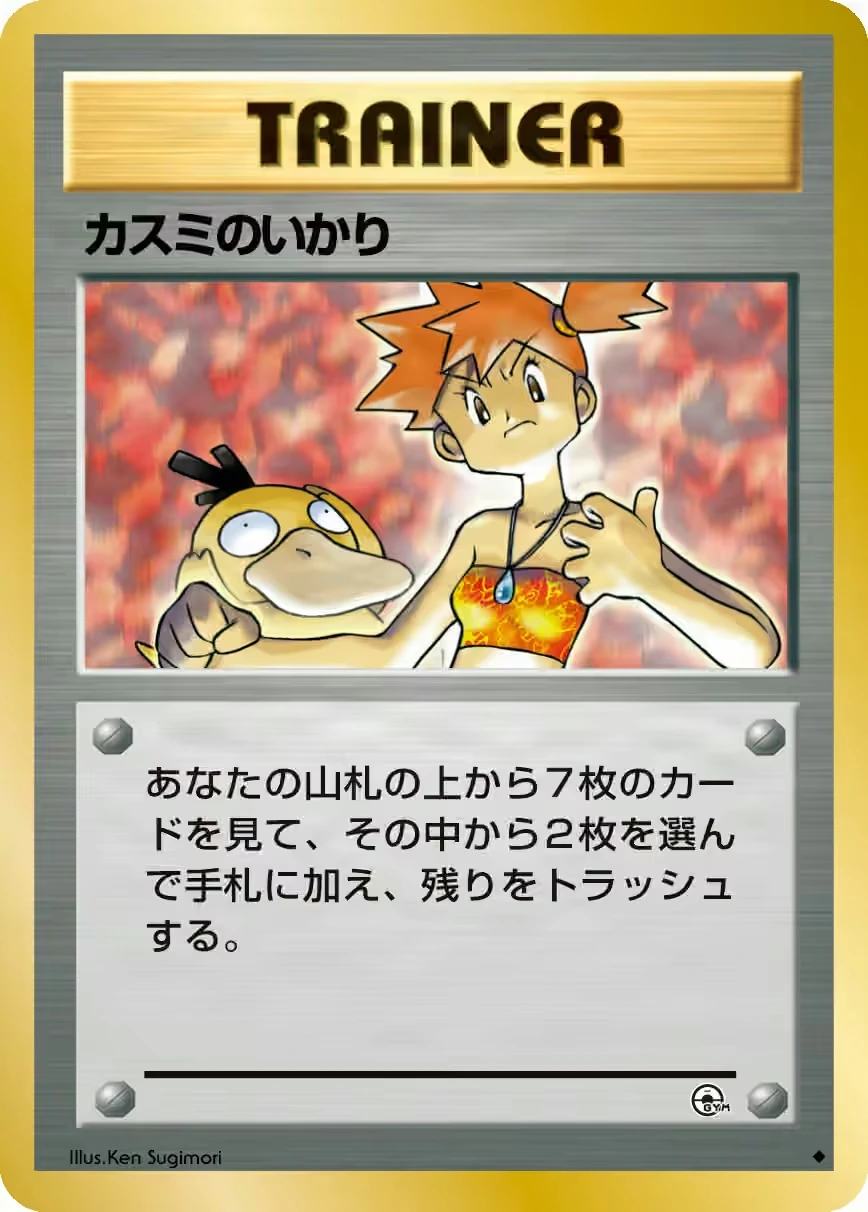 TRAINER
カスミのいかり
あなたの山札の上から7枚のカー
ドを見て、その中から2枚を選ん
で手札に加え、残りをトラッシュ
する。
GYM
Illus.Ken Sugimori